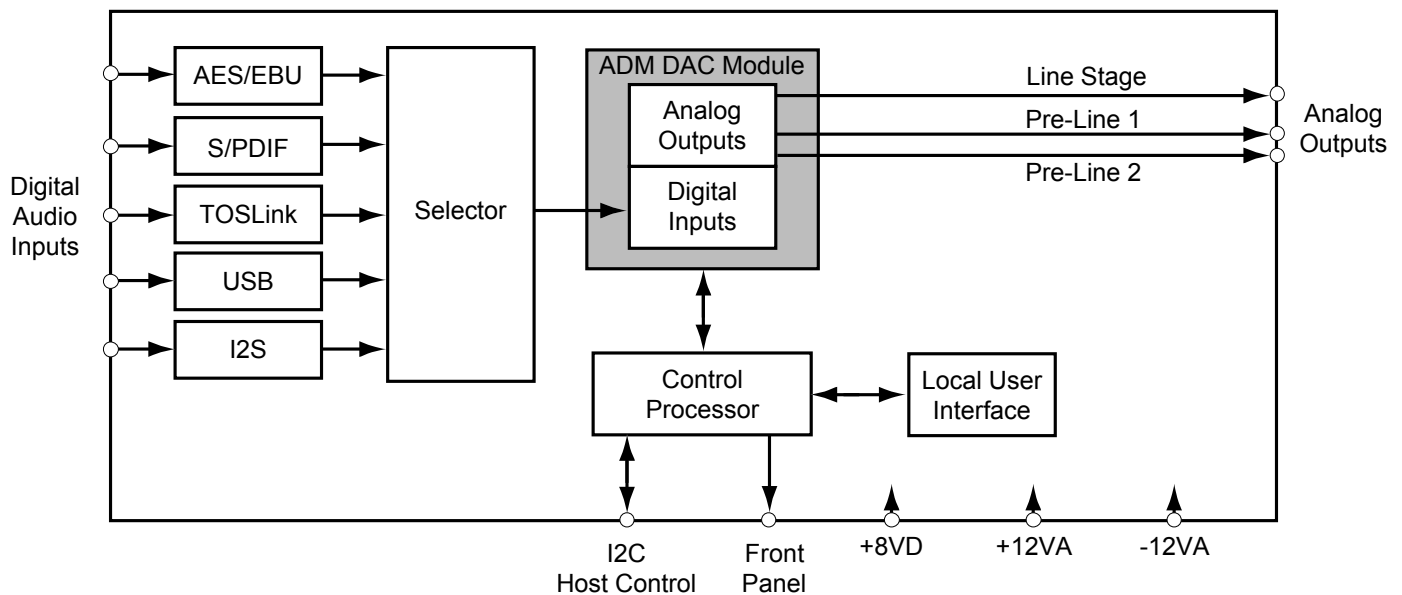 ADM DAC Module
AES/EBU
S/PDIF
TOSLink
USB
I2S
Digital
Audio
Inputs
Selector
Analog
Outputs
Digital
Inputs
Line Stage
Pre-Line 1
Pre-Line 2
Analog
Outputs
Control
Processor
Local User
Interface
I2C
Host Control
Front
Panel
+8VD
+12VA
-12VA